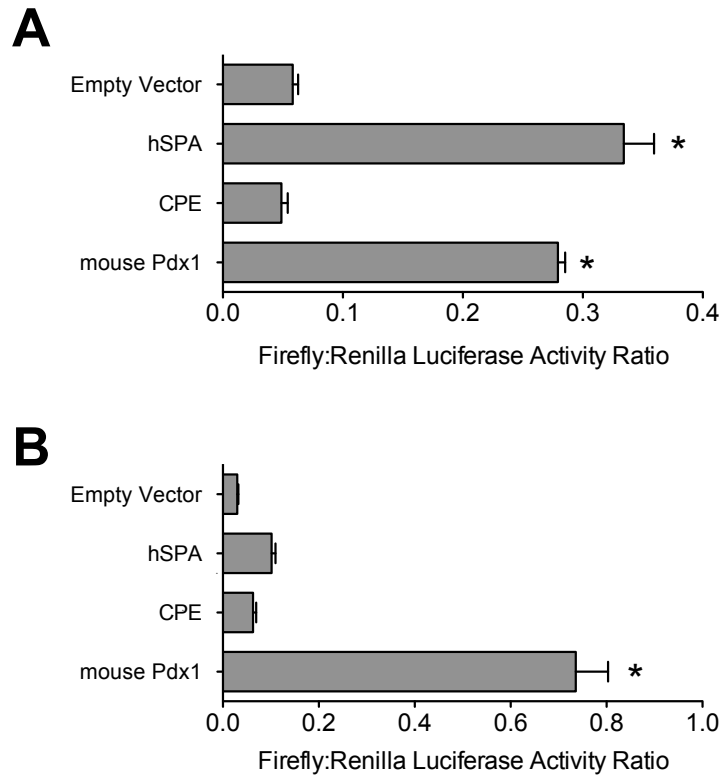 A
Empty Vector
hSPA
*
CPE
mouse Pdx1
*
0.0 0.1 0.2 0.3 0.4
Firefly:Renilla Luciferase Activity Ratio
B
Empty Vector
hSPA
CPE
mouse Pdx1
*
0.0 0.2 0.4 0.6 0.8 1.0
Firefly:Renilla Luciferase Activity Ratio